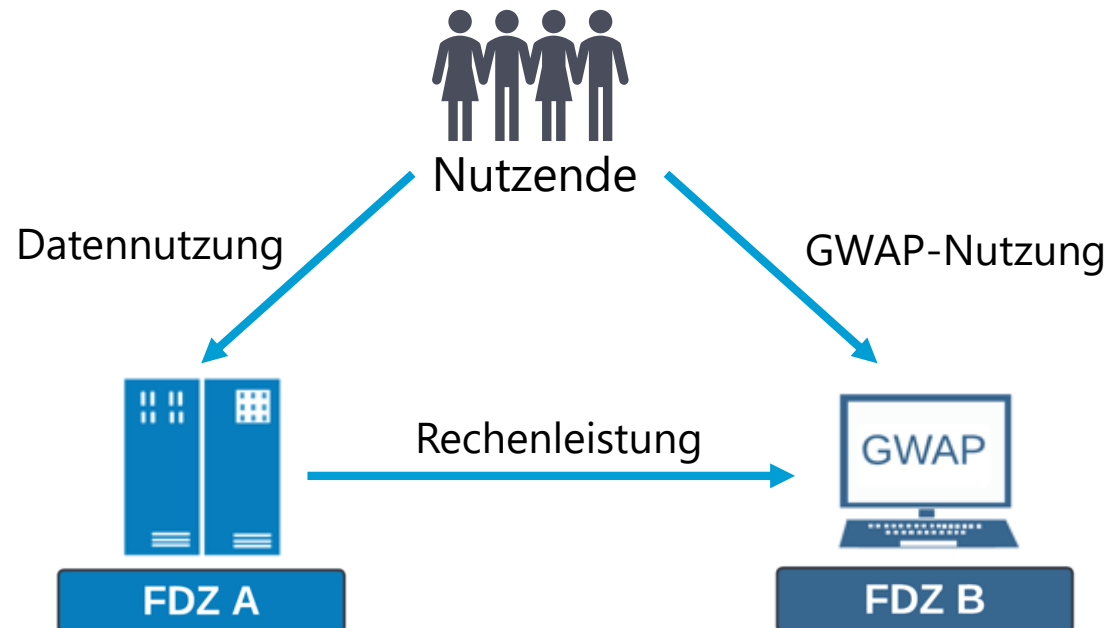 Nutzende
Datennutzung
GWAP-Nutzung
Rechenleistung
GWAP
FDZ A
FDZ B